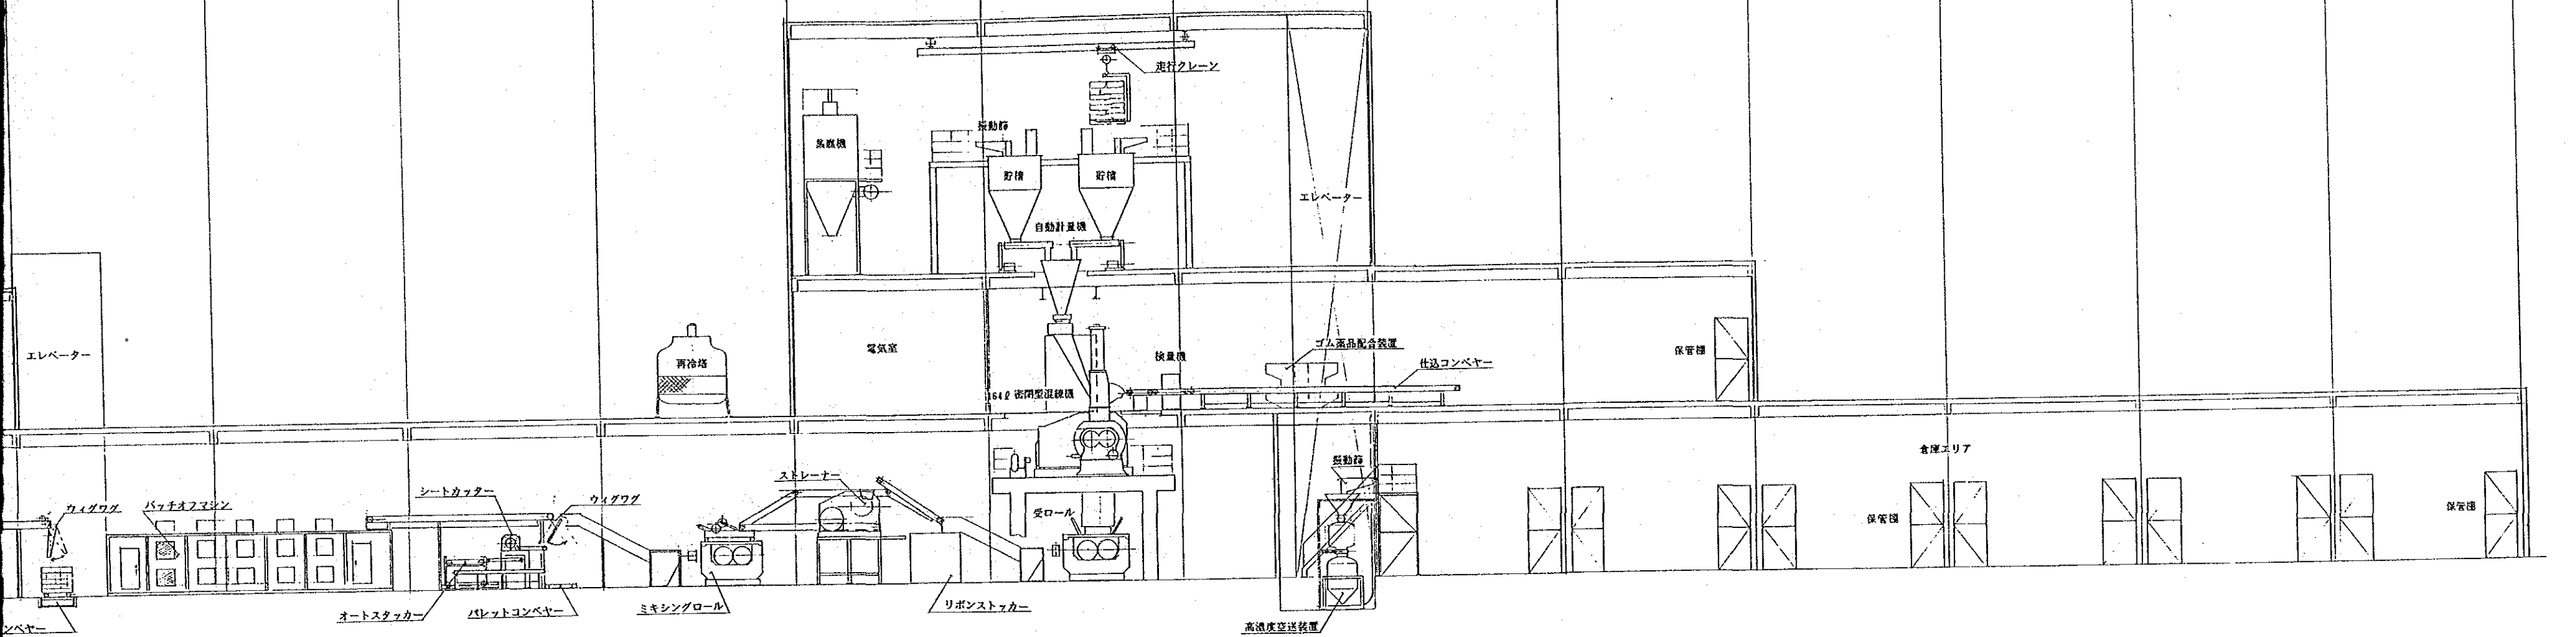 走行クレーン
振動篩
集塵機
貯槽
貯槽
エレベーター
自動計量機
エレベーター
再冷塔
電気室
検量機
ゴム薬品配合装置
仕込コンベヤー
保管棚
64ℓ 密閉型混練機
倉庫エリア
振動篩
ストレーナー
シートカッター
ウィグワグ
ウィグワグ
バッチオフマシン
受ロール
保管棚
保管棚
オートスタッカー
パレットコンベヤー
ミキシングロール
リボンストッカー
高濃度空送装置
ンベヤー